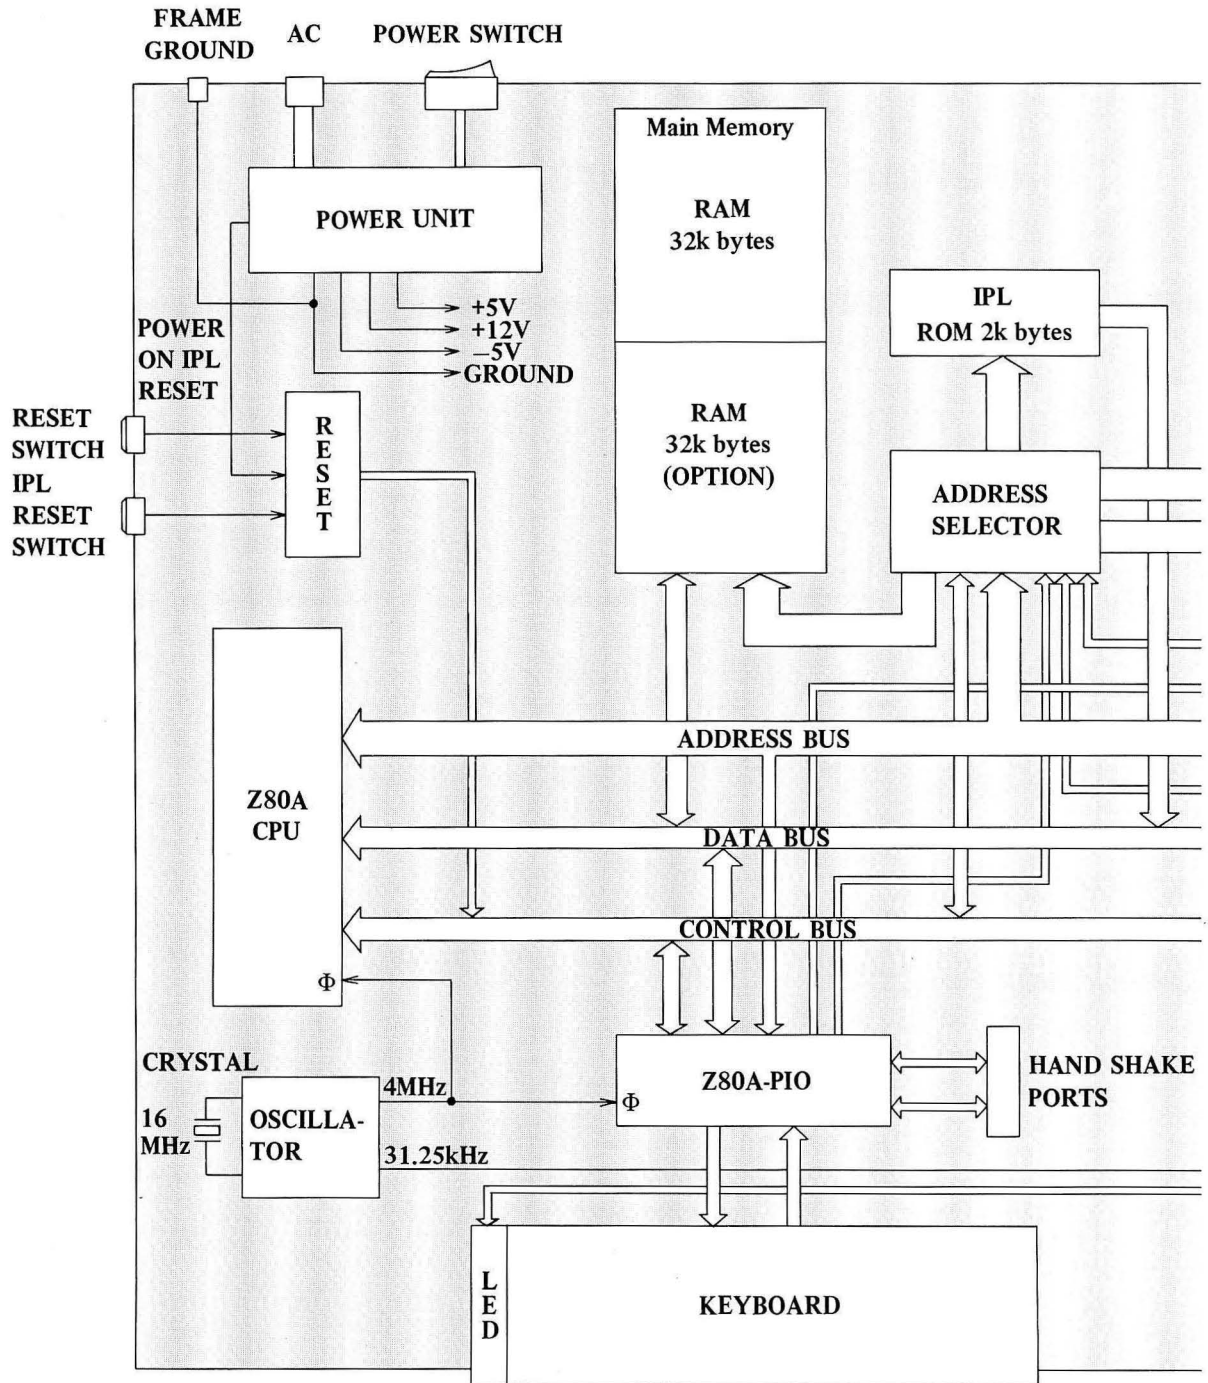 FRAME
GROUND
AC
POWER SWITCH
POWER UNIT
+5V
+12V
−5V
GROUND
POWER
ON IPL
RESET
RESET
SWITCH
IPL
RESET
SWITCH
RESET
Main Memory
RAM
32k bytes
RAM
32k bytes
(OPTION)
IPL
ROM 2k bytes
ADDRESS
SELECTOR
Z80A
CPU
Φ
ADDRESS BUS
DATA BUS
CONTROL BUS
CRYSTAL
16
MHz
OSCILLA-
TOR
4MHz
31.25kHz
Z80A-PIO
Φ
HAND SHAKE
PORTS
LED
KEYBOARD